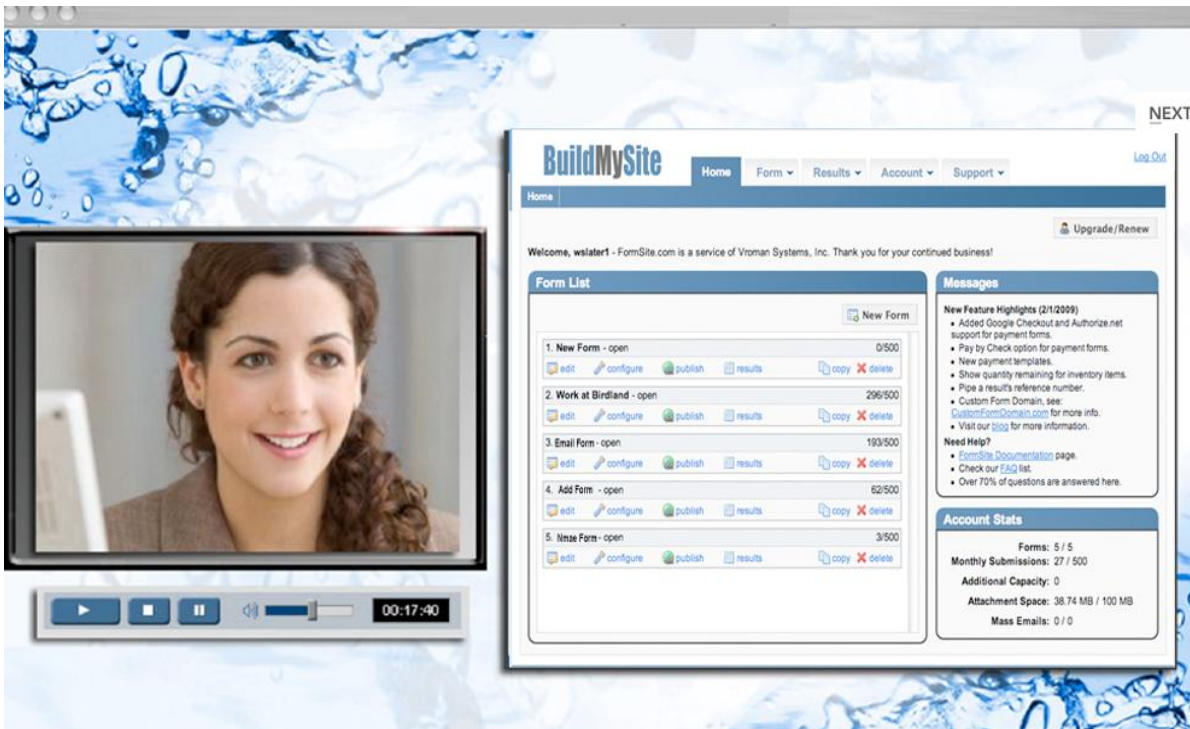 NEXT
BuildMySite
Home Form Results Account Support
Log Out
Home
Upgrade/Renew
Welcome, wslater1 - FormSite.com is a service of Vroman Systems, Inc. Thank you for your continued business!
Form List
New Form
1. New Form - open 0/500
edit configure publish results copy delete
2. Work at Birdland - open 296/500
edit configure publish results copy delete
3. Email Form - open 193/500
edit configure publish results copy delete
4. Add Form - open 62/500
edit configure publish results copy delete
5. Nmae Form - open 3/500
edit configure publish results copy delete
Messages
New Feature Highlights (2/1/2009)
• Added Google Checkout and Authorize.net
support for payment forms.
• Pay by Check option for payment forms.
• New payment templates.
• Show quantity remaining for inventory items.
• Pipe a result's reference number.
• Custom Form Domain, see:
CustomFormDomain.com for more info.
• Visit our blog for more information.
Need Help?
• FormSite Documentation page.
• Check our FAQ list.
• Over 70% of questions are answered here.
Account Stats
Forms: 5 / 5
Monthly Submissions: 27 / 500
Additional Capacity: 0
Attachment Space: 38.74 MB / 100 MB
Mass Emails: 0 / 0
00:17:40